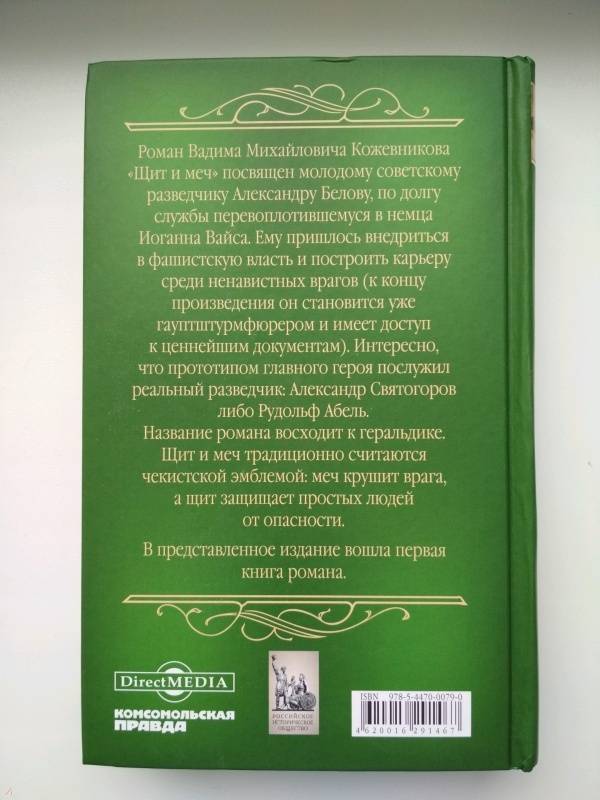 Роман Вадима Михайловича Кожевникова
«Щит и меч» посвящен молодому советскому
разведчику Александру Белову, по долгу
службы перевоплотившемуся в немца
Иоганна Вайса. Ему пришлось внедриться
в фашистскую власть и построить карьеру
среди ненавистных врагов (к концу
произведения он становится уже
гауптштурмфюрером и имеет доступ
к ценнейшим документам). Интересно,
что прототипом главного героя послужил
реальный разведчик: Александр Святогоров
либо Рудольф Абель.
Название романа восходит к геральдике.
Щит и меч традиционно считаются
чекистской эмблемой: меч крушит врага,
а щит защищает простых людей
от опасности.
В представленное издание вошла первая
книга романа.
DirectMEDIA
КОМСОМОЛЬСКАЯ
ПРАВДА
РОССИЙСКОЕ
ИСТОРИЧЕСКОЕ
ОБЩЕСТВО
ISBN 978-5-4470-0079-0
4620016291467